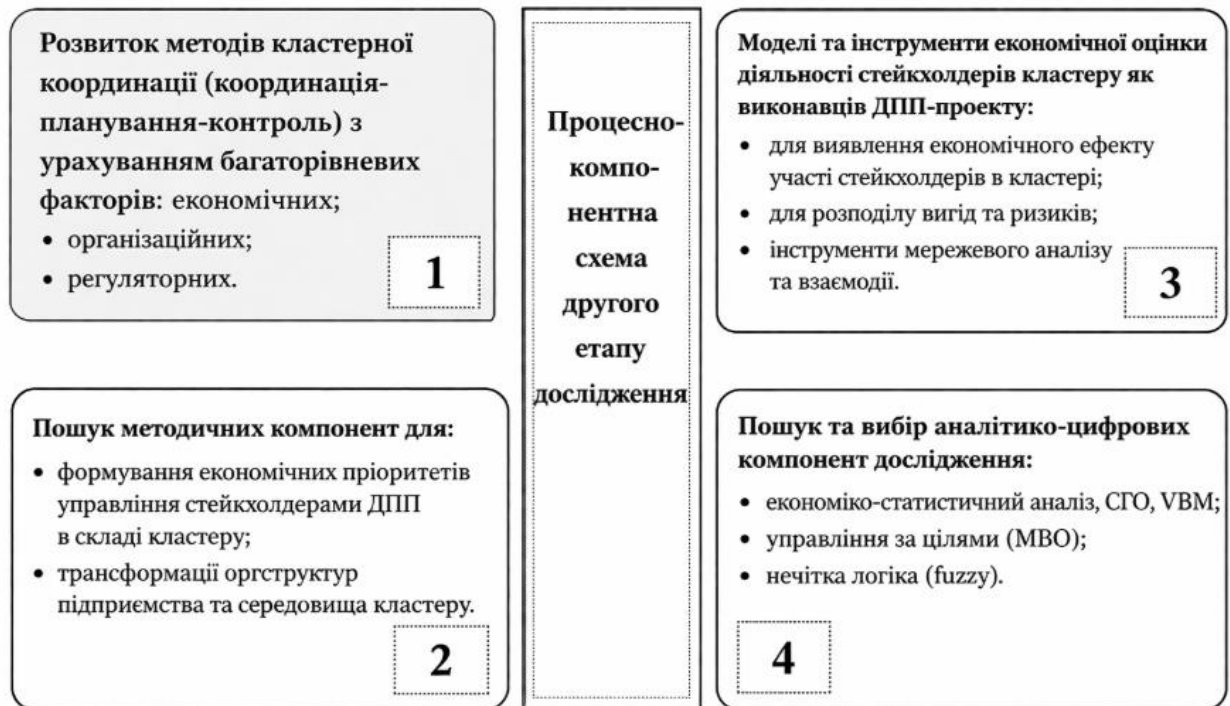 Розвиток методів кластерної
координації (координація-
планування-контроль) з
урахуванням багаторівневих
факторів: економічних;
• організаційних;
• регуляторних.
1
Пошук методичних компонент для:
• формування економічних пріоритетів
управління стейкхолдерами ДПП
в складі кластеру;
• трансформації оргструктур
підприємства та середовища кластеру.
2
Процесно-
компо-
нентна
схема
другого
етапу
дослідження
Моделі та інструменти економічної оцінки
діяльності стейкхолдерів кластеру як
виконавців ДПП-проекту:
• для виявлення економічного ефекту
участі стейкхолдерів в кластері;
• для розподілу вигід та ризиків;
• інструменти мережевого аналізу
та взаємодії.
3
Пошук та вибір аналітико-цифрових
компонент дослідження:
• економіко-статистичний аналіз, СГО, VBM;
• управління за цілями (МВО);
• нечітка логіка (fuzzy).
4